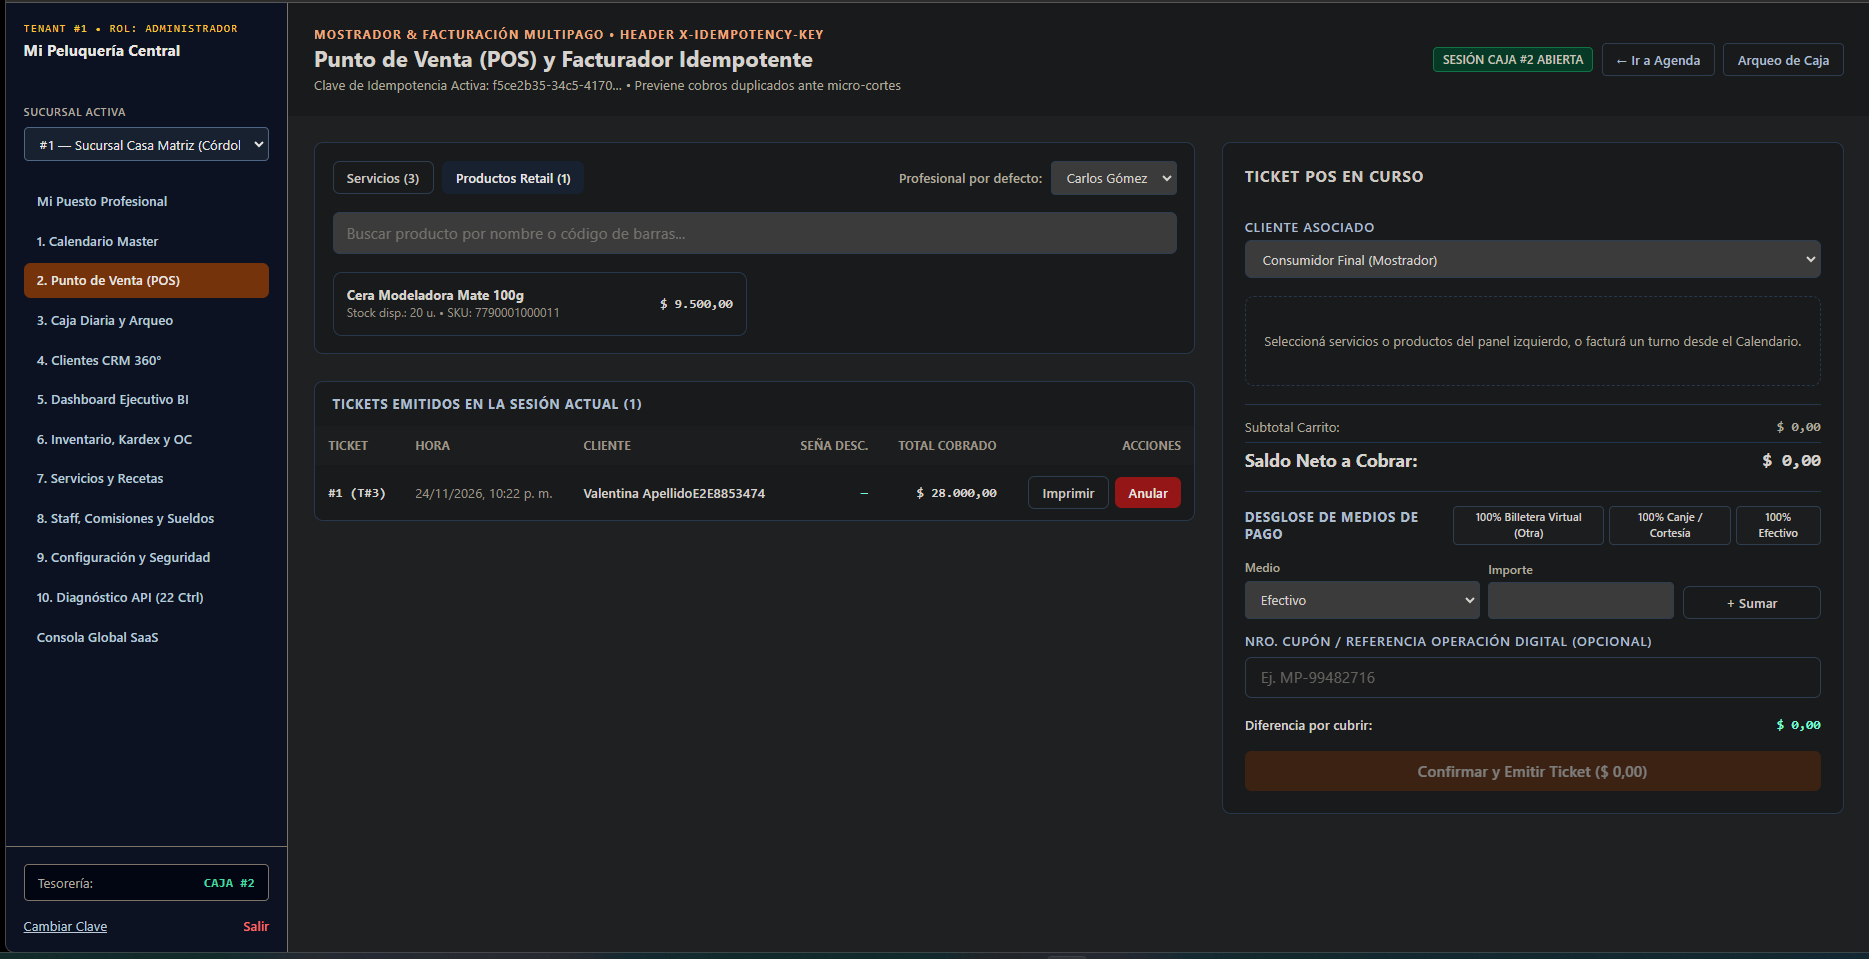 TENANT #1 • ROL: ADMINISTRADOR
Mi Peluquería Central
SUCURSAL ACTIVA
#1 — Sucursal Casa Matriz (Córdol
Mi Puesto Profesional
1. Calendario Master
2. Punto de Venta (POS)
3. Caja Diaria y Arqueo
4. Clientes CRM 360°
5. Dashboard Ejecutivo BI
6. Inventario, Kardex y OC
7. Servicios y Recetas
8. Staff, Comisiones y Sueldos
9. Configuración y Seguridad
10. Diagnóstico API (22 Ctrl)
Consola Global SaaS
Tesorería: CAJA #2
Cambiar Clave Salir
MOSTRADOR & FACTURACIÓN MULTIPAGO • HEADER X-IDEMPOTENCY-KEY
Punto de Venta (POS) y Facturador Idempotente
Clave de Idempotencia Activa: f5ce2b35-34c5-4170... • Previene cobros duplicados ante micro-cortes
SESIÓN CAJA #2 ABIERTA ← Ir a Agenda Arqueo de Caja
Servicios (3) Productos Retail (1) Profesional por defecto: Carlos Gómez
Buscar producto por nombre o código de barras...
Cera Modeladora Mate 100g
Stock disp.: 20 u. • SKU: 7790001000011
$ 9.500,00
TICKETS EMITIDOS EN LA SESIÓN ACTUAL (1)
TICKET HORA CLIENTE SEÑA DESC. TOTAL COBRADO ACCIONES
#1 (T#3) 24/11/2026, 10:22 p. m. Valentina ApellidoE2E8853474 — $ 28.000,00 Imprimir Anular
TICKET POS EN CURSO
CLIENTE ASOCIADO
Consumidor Final (Mostrador)
Seleccioná servicios o productos del panel izquierdo, o facturá un turno desde el Calendario.
Subtotal Carrito: $ 0,00
Saldo Neto a Cobrar: $ 0,00
DESGLOSE DE MEDIOS DE
PAGO
100% Billetera Virtual
(Otra)
100% Canje /
Cortesía
100%
Efectivo
Medio
Efectivo
Importe
+ Sumar
NRO. CUPÓN / REFERENCIA OPERACIÓN DIGITAL (OPCIONAL)
Ej. MP-99482716
Diferencia por cubrir: $ 0,00
Confirmar y Emitir Ticket ($ 0,00)